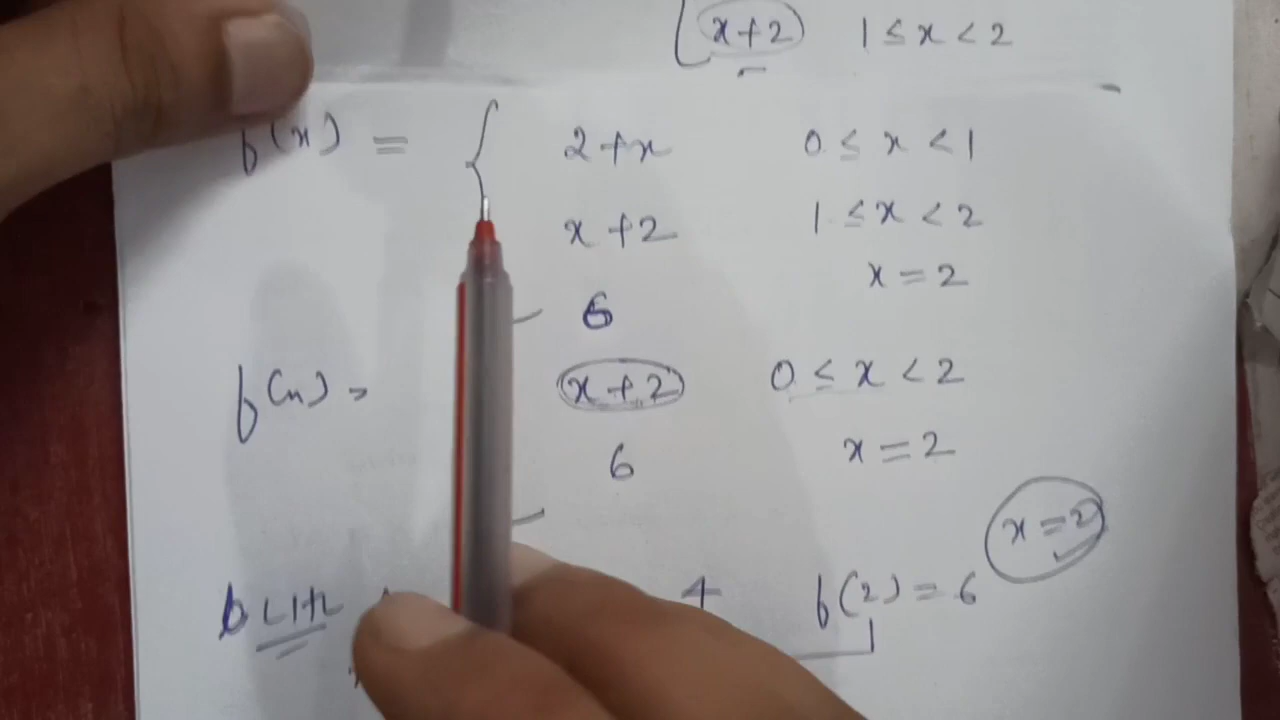 x+2 1 ≤ x < 2
f(x) = { 2+x 0 ≤ x < 1
x+2 1 ≤ x < 2
x = 2
6
f(x) = x+2 0 ≤ x < 2
6 x = 2
x = 2
4 f(2) = 6